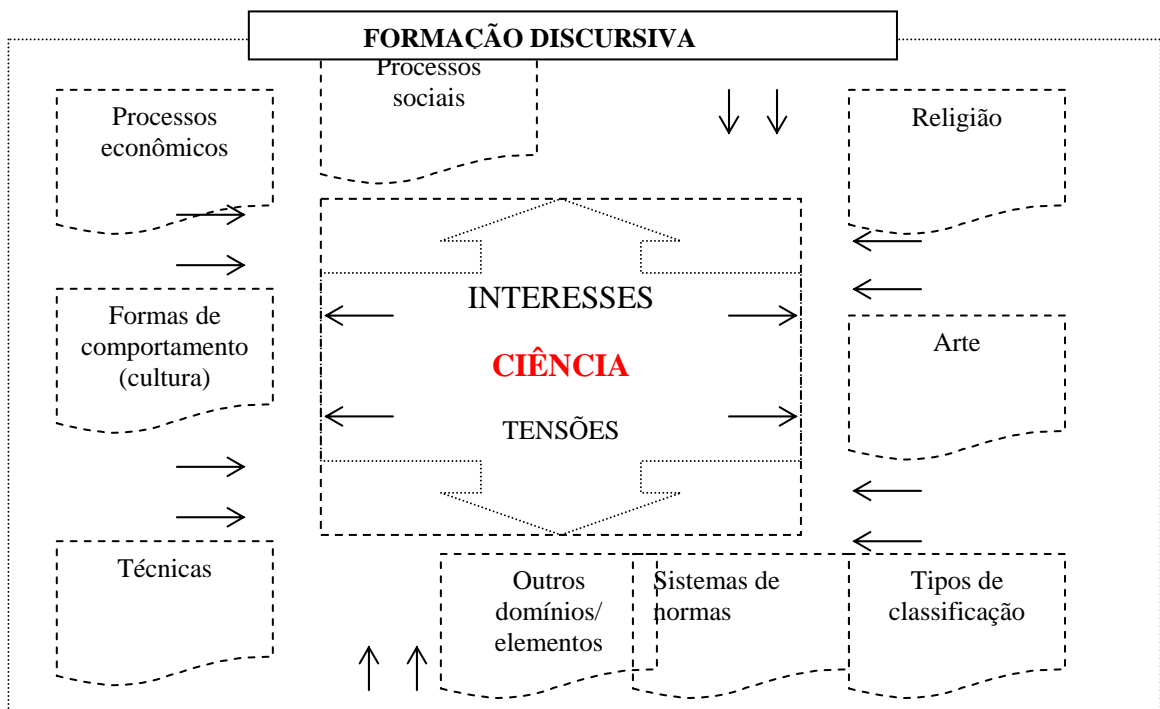 FORMAÇÃO DISCURSIVA
Processos
sociais
Processos
econômicos
Religião
INTERESSES
Formas de
comportamento
(cultura)
Arte
CIÊNCIA
TENSÕES
Técnicas
Outros
domínios/
elementos
Sistemas de
normas
Tipos de
classificação